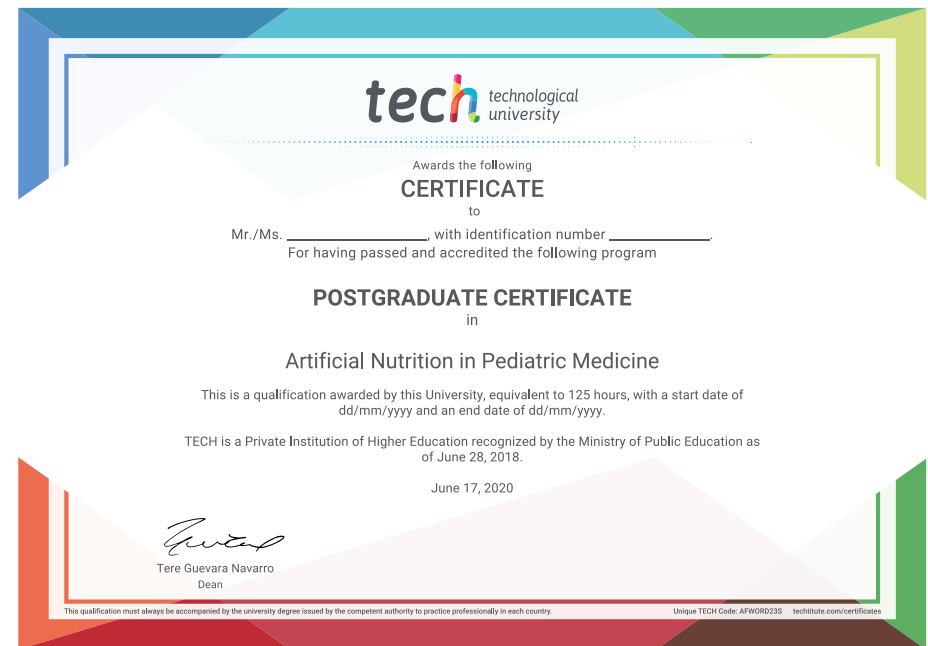 tech technological
university
Awards the following
CERTIFICATE
to
Mr./Ms. ____________________, with identification number ______________.
For having passed and accredited the following program
POSTGRADUATE CERTIFICATE
in
Artificial Nutrition in Pediatric Medicine
This is a qualification awarded by this University, equivalent to 125 hours, with a start date of
dd/mm/yyyy and an end date of dd/mm/yyyy.
TECH is a Private Institution of Higher Education recognized by the Ministry of Public Education as
of June 28, 2018.
June 17, 2020
Tere Guevara Navarro
Dean
This qualification must always be accompanied by the university degree issued by the competent authority to practice professionally in each country.
Unique TECH Code: AFWORD23S techtitute.com/certificates